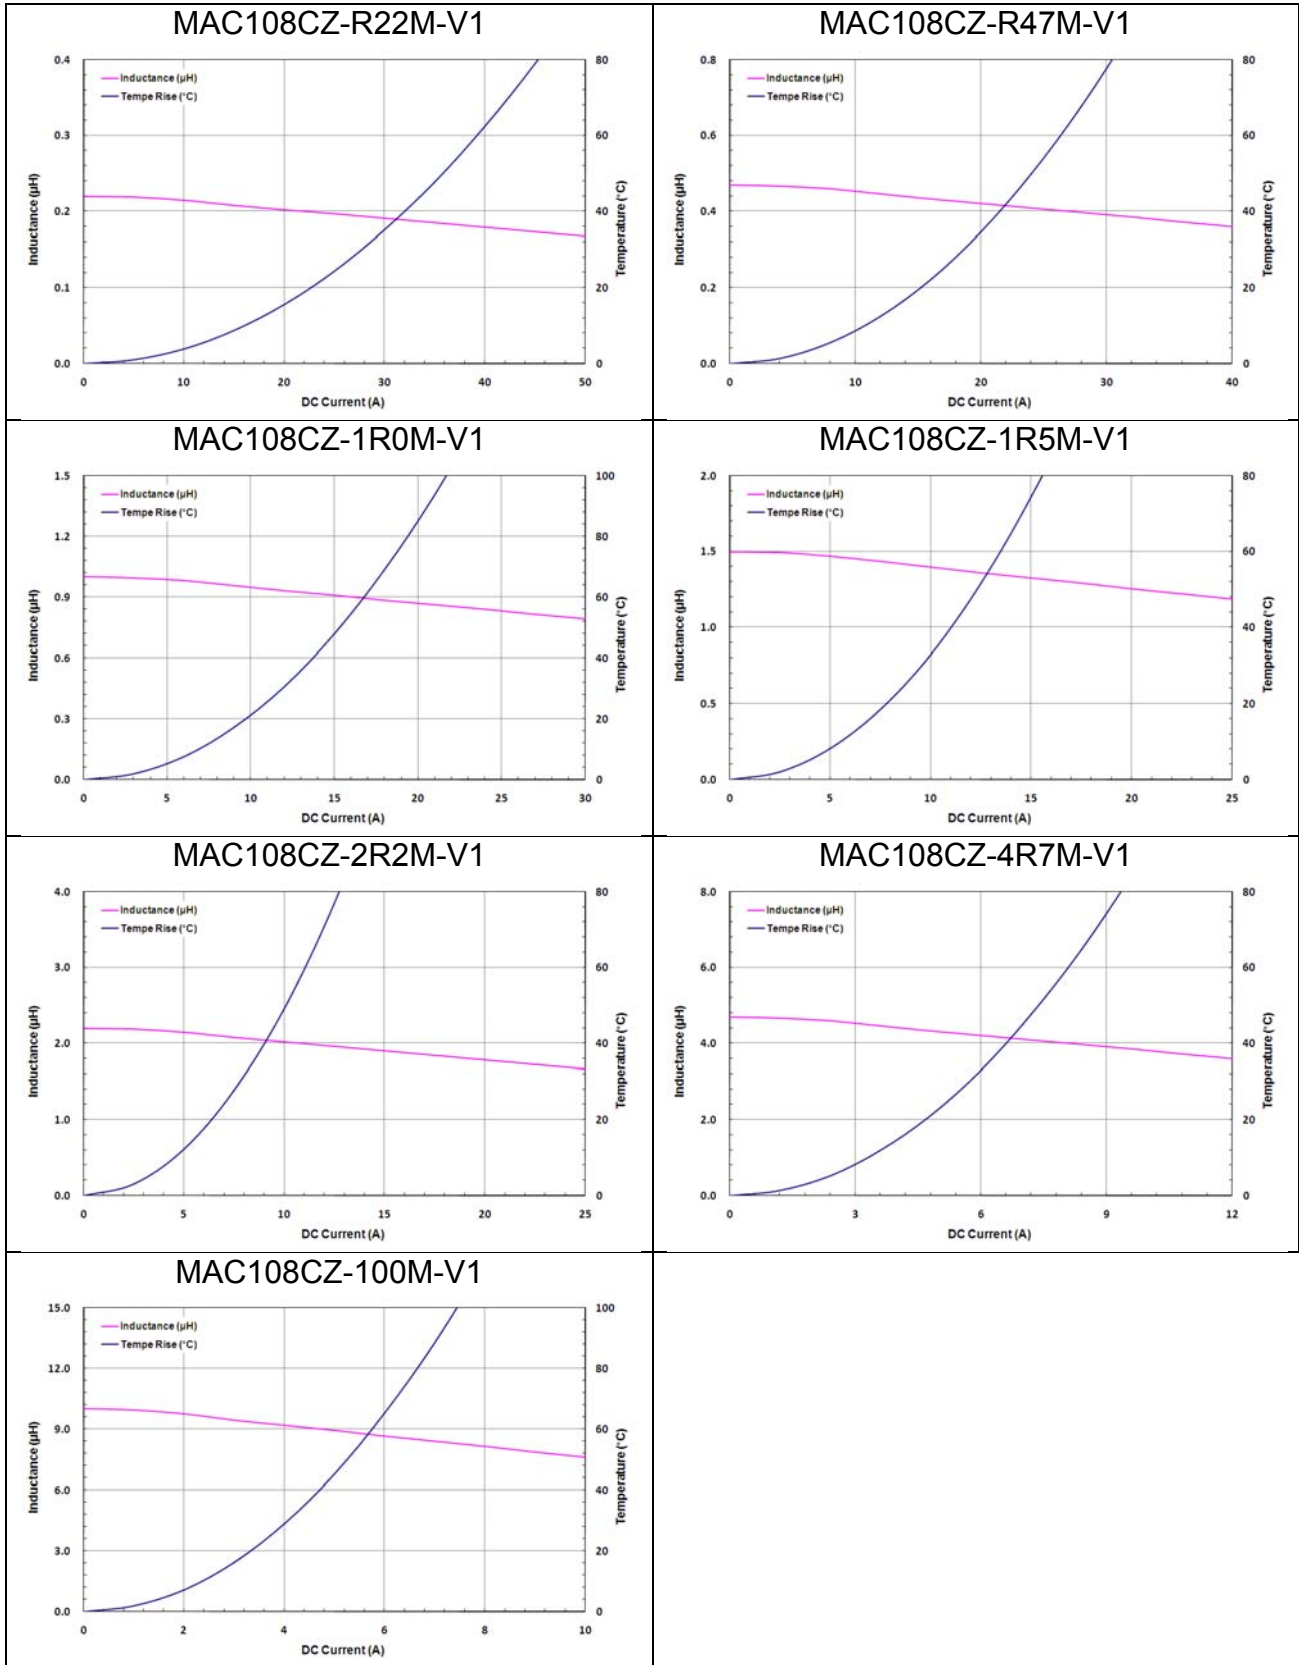 MAC108CZ-R22M-V1
Inductance (µH)
Tempe Rise (°C)
0.4
0.3
0.2
0.1
0.0
80
60
40
20
0
0 10 20 30 40 50
Inductance (µH)
Temperature (°C)
DC Current (A)
MAC108CZ-R47M-V1
Inductance (µH)
Tempe Rise (°C)
0.8
0.6
0.4
0.2
0.0
80
60
40
20
0
0 10 20 30 40
Inductance (µH)
Temperature (°C)
DC Current (A)
MAC108CZ-1R0M-V1
Inductance (µH)
Tempe Rise (°C)
1.5
1.2
0.9
0.6
0.3
0.0
100
80
60
40
20
0
0 5 10 15 20 25 30
Inductance (µH)
Temperature (°C)
DC Current (A)
MAC108CZ-1R5M-V1
Inductance (µH)
Tempe Rise (°C)
2.0
1.5
1.0
0.5
0.0
80
60
40
20
0
0 5 10 15 20 25
Inductance (µH)
Temperature (°C)
DC Current (A)
MAC108CZ-2R2M-V1
Inductance (µH)
Tempe Rise (°C)
4.0
3.0
2.0
1.0
0.0
80
60
40
20
0
0 5 10 15 20 25
Inductance (µH)
Temperature (°C)
DC Current (A)
MAC108CZ-4R7M-V1
Inductance (µH)
Tempe Rise (°C)
8.0
6.0
4.0
2.0
0.0
80
60
40
20
0
0 3 6 9 12
Inductance (µH)
Temperature (°C)
DC Current (A)
MAC108CZ-100M-V1
Inductance (µH)
Tempe Rise (°C)
15.0
12.0
9.0
6.0
3.0
0.0
100
80
60
40
20
0
0 2 4 6 8 10
Inductance (µH)
Temperature (°C)
DC Current (A)